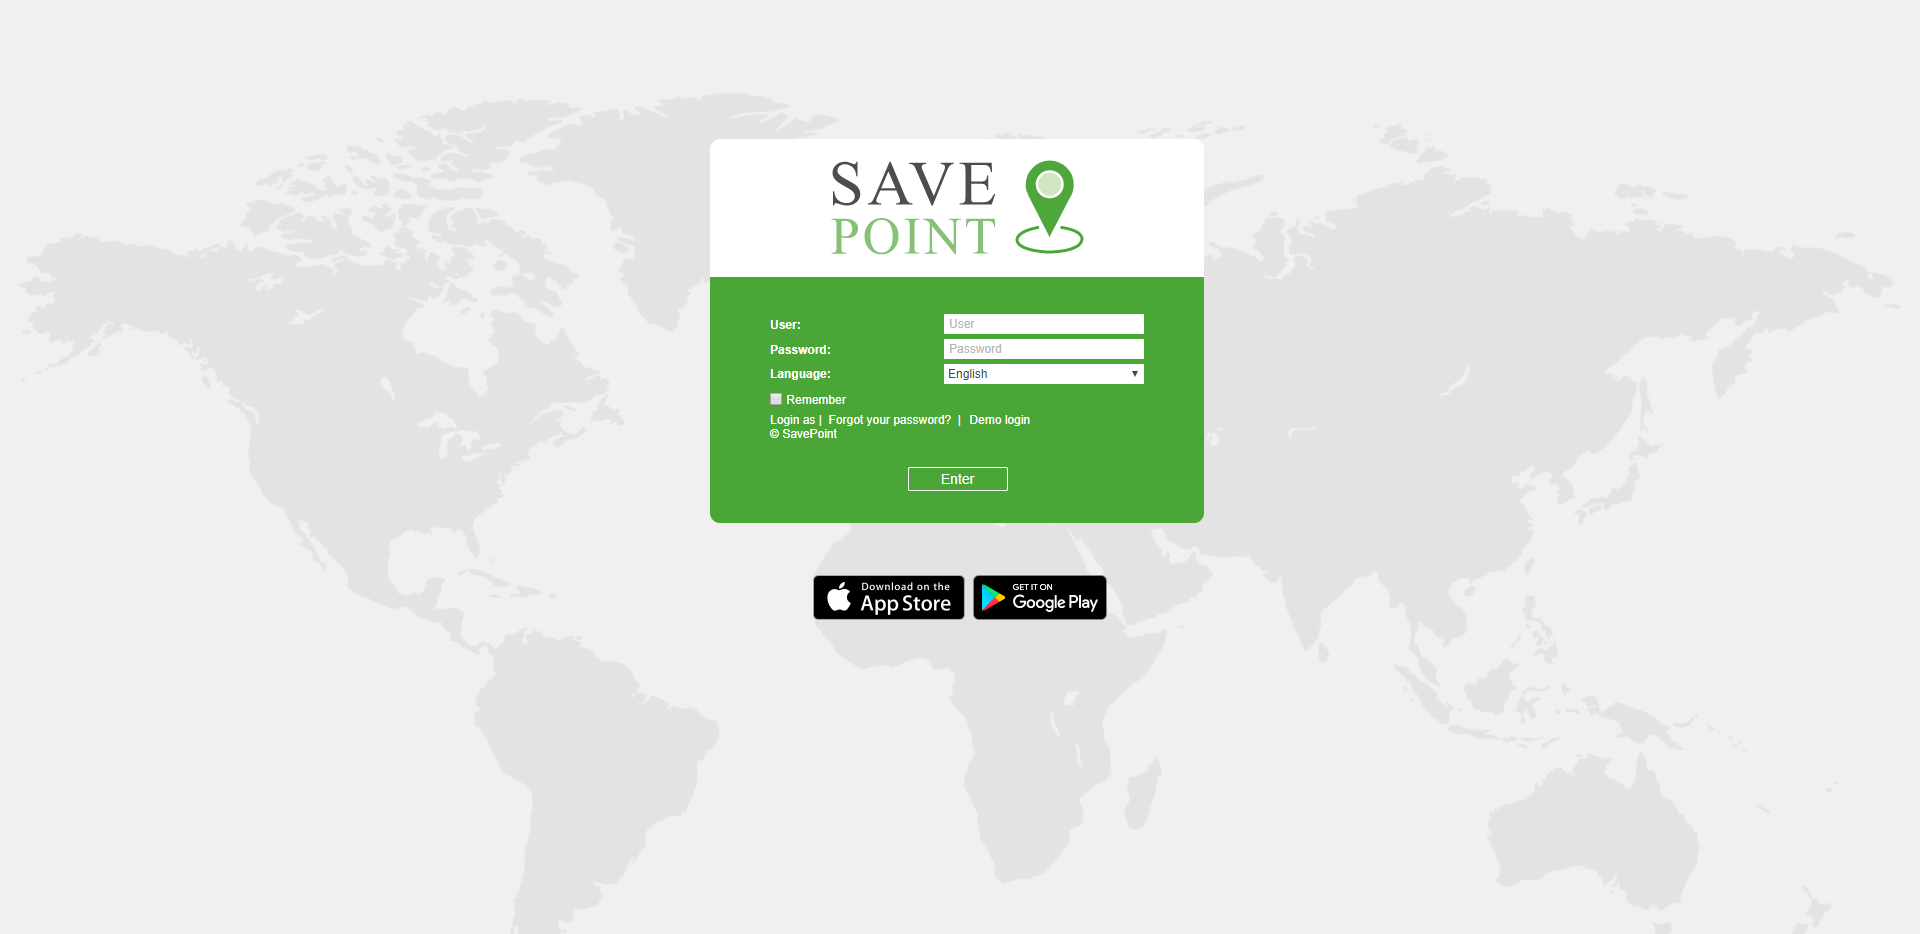 SAVE
POINT
User: User
Password: Password
Language: English
Remember
Login as | Forgot your password? | Demo login
© SavePoint
Enter
Download on the
App Store
GET IT ON
Google Play